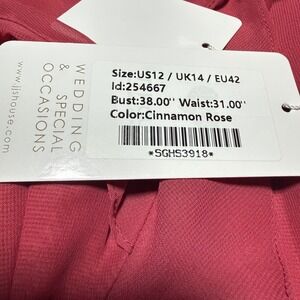 Size:US12 / UK14 / EU42
Id:254667
Bust:38.00'' Waist:31.00''
Color:Cinnamon Rose
*SGH53918*
WEDDING
& SPECIAL
OCCASIONS
www.jjshouse.com